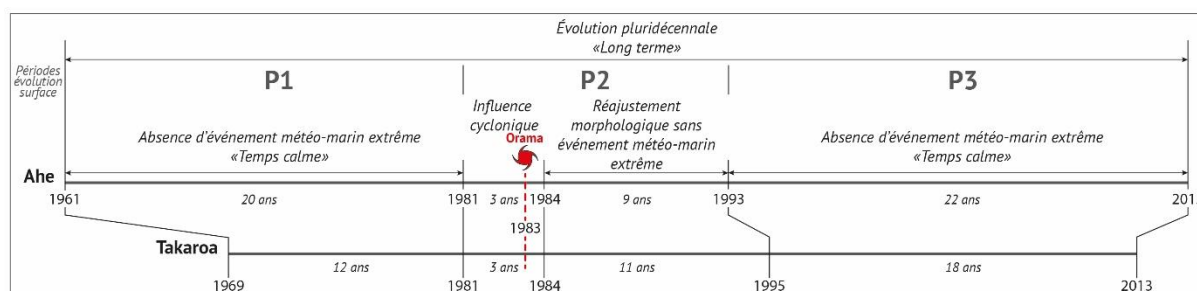 Évolution pluridécennale
«Long terme»
Périodes
évolution
surface
P1
P2
P3
Absence d'événement météo-marin extrême
«Temps calme»
Influence
cyclonique
Orama
Réajustement
morphologique sans
événement météo-marin
extrême
Absence d'événement météo-marin extrême
«Temps calme»
Ahe
20 ans
3 ans
9 ans
22 ans
1961
1981
1984
1993
201
1983
Takaroa
12 ans
3 ans
11 ans
18 ans
1969
1981
1984
1995
2013